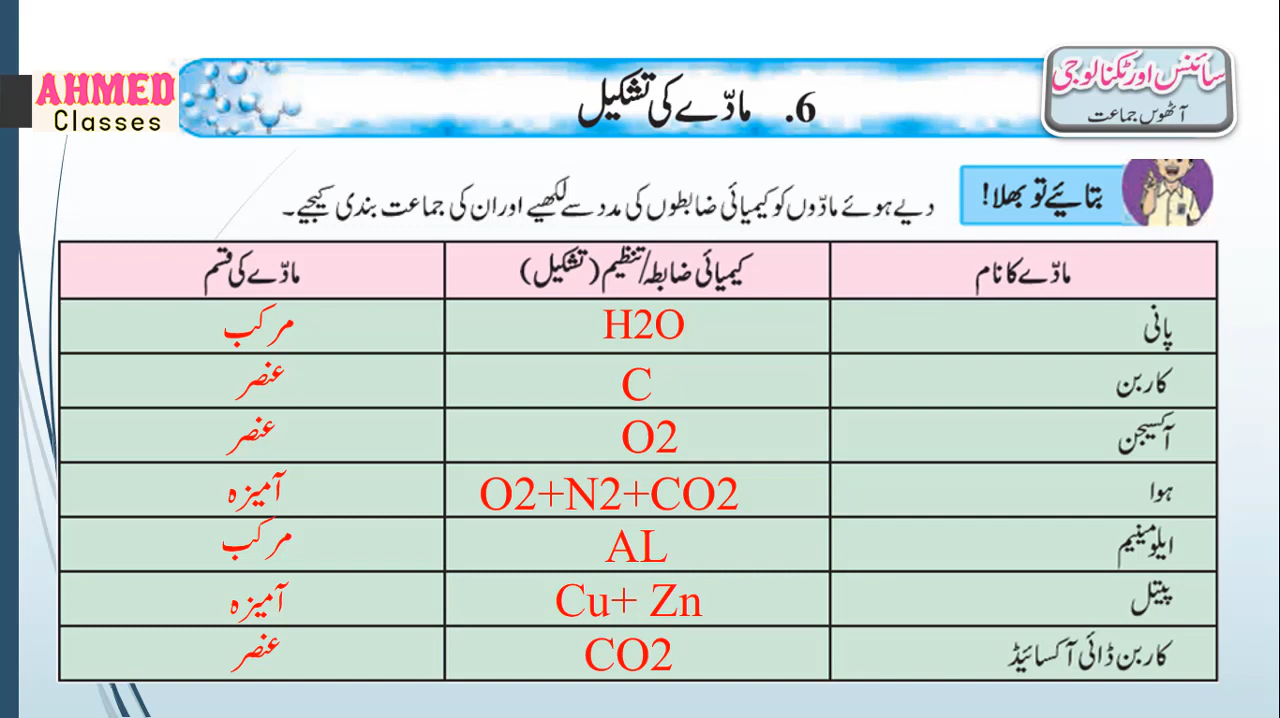 AHMED
Classes
6. مادّے کی تشکیل
سائنس اور ٹکنالوجی
آٹھویں جماعت
بتائیے تو بھلا!
دیے ہوئے مادّوں کو کیمیائی ضابطوں کی مدد سے لکھیے اور ان کی جماعت بندی کیجیے۔
مادّے کا نام کیمیائی ضابطہ/تنظیم (تشکیل) مادّے کی قسم
پانی H2O مرکب
کاربن C عنصر
آکسیجن O2 عنصر
ہوا O2+N2+CO2 آمیزہ
ایلومینیم AL مرکب
پیتل Cu+ Zn آمیزہ
کاربن ڈائی آکسائیڈ CO2 عنصر